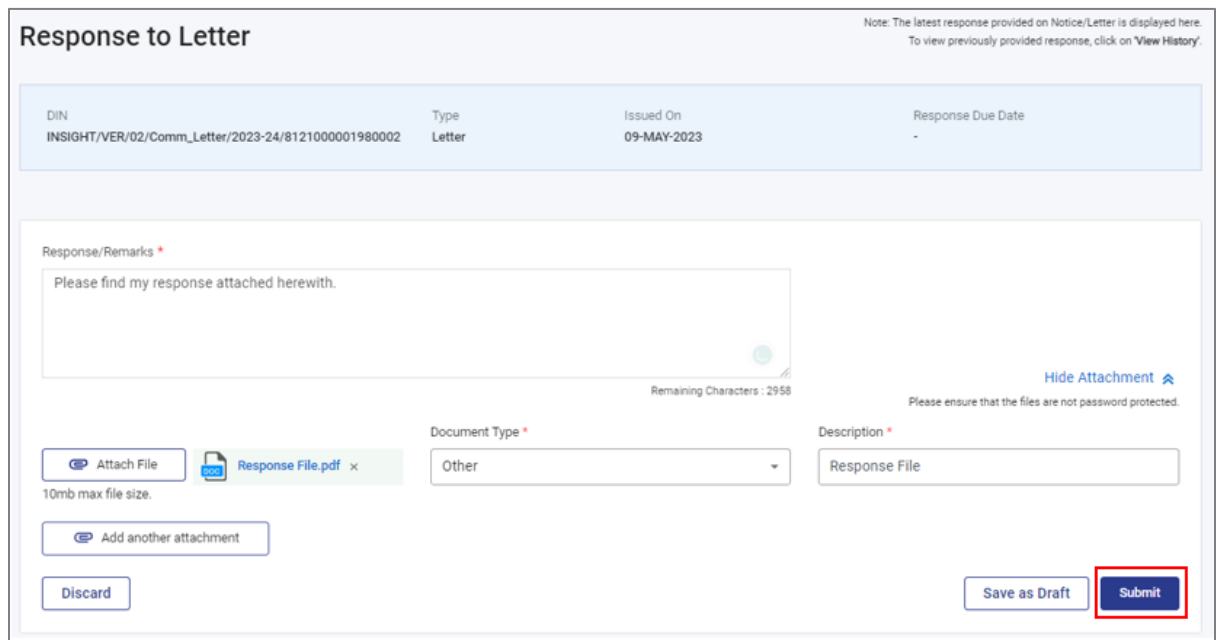 Response to Letter
Note: The latest response provided on Notice/Letter is displayed here.
To view previously provided response, click on 'View History'.
DIN Type Issued On Response Due Date
INSIGHT/VER/02/Comm_Letter/2023-24/8121000001980002 Letter 09-MAY-2023 -
Response/Remarks *
Please find my response attached herewith.
Remaining Characters : 2958
Hide Attachment
Please ensure that the files are not password protected.
Document Type * Description *
Attach File DOC Response File.pdf × Other Response File
10mb max file size.
Add another attachment
Discard Save as Draft Submit